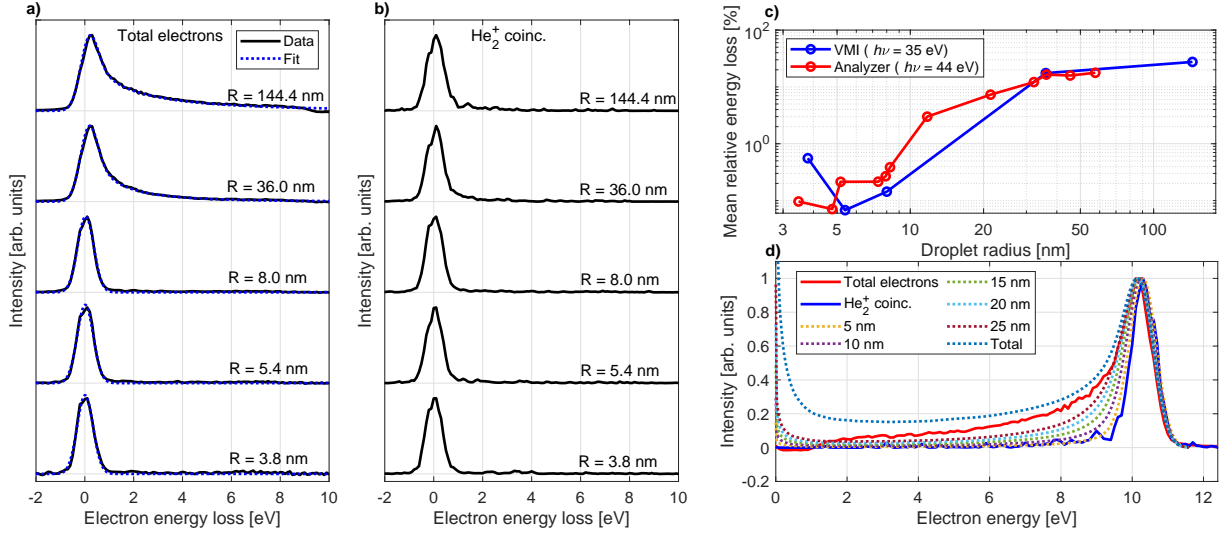 a)
Total electrons
Data
Fit
R = 144.4 nm
R = 36.0 nm
R = 8.0 nm
R = 5.4 nm
R = 3.8 nm
Intensity [arb. units]
-2 0 2 4 6 8 10
Electron energy loss [eV]
b)
He₂⁺ coinc.
R = 144.4 nm
R = 36.0 nm
R = 8.0 nm
R = 5.4 nm
R = 3.8 nm
Intensity [arb. units]
-2 0 2 4 6 8 10
Electron energy loss [eV]
c)
Mean relative energy loss [%]
10²
10⁰
VMI ( hν = 35 eV)
Analyzer ( hν = 44 eV)
3 5 10 20 50 100
Droplet radius [nm]
d)
Intensity [arb. units]
1
0.8
0.6
0.4
0.2
0
-0.2
Total electrons
He₂⁺ coinc.
5 nm
10 nm
15 nm
20 nm
25 nm
Total
0 2 4 6 8 10 12
Electron energy [eV]